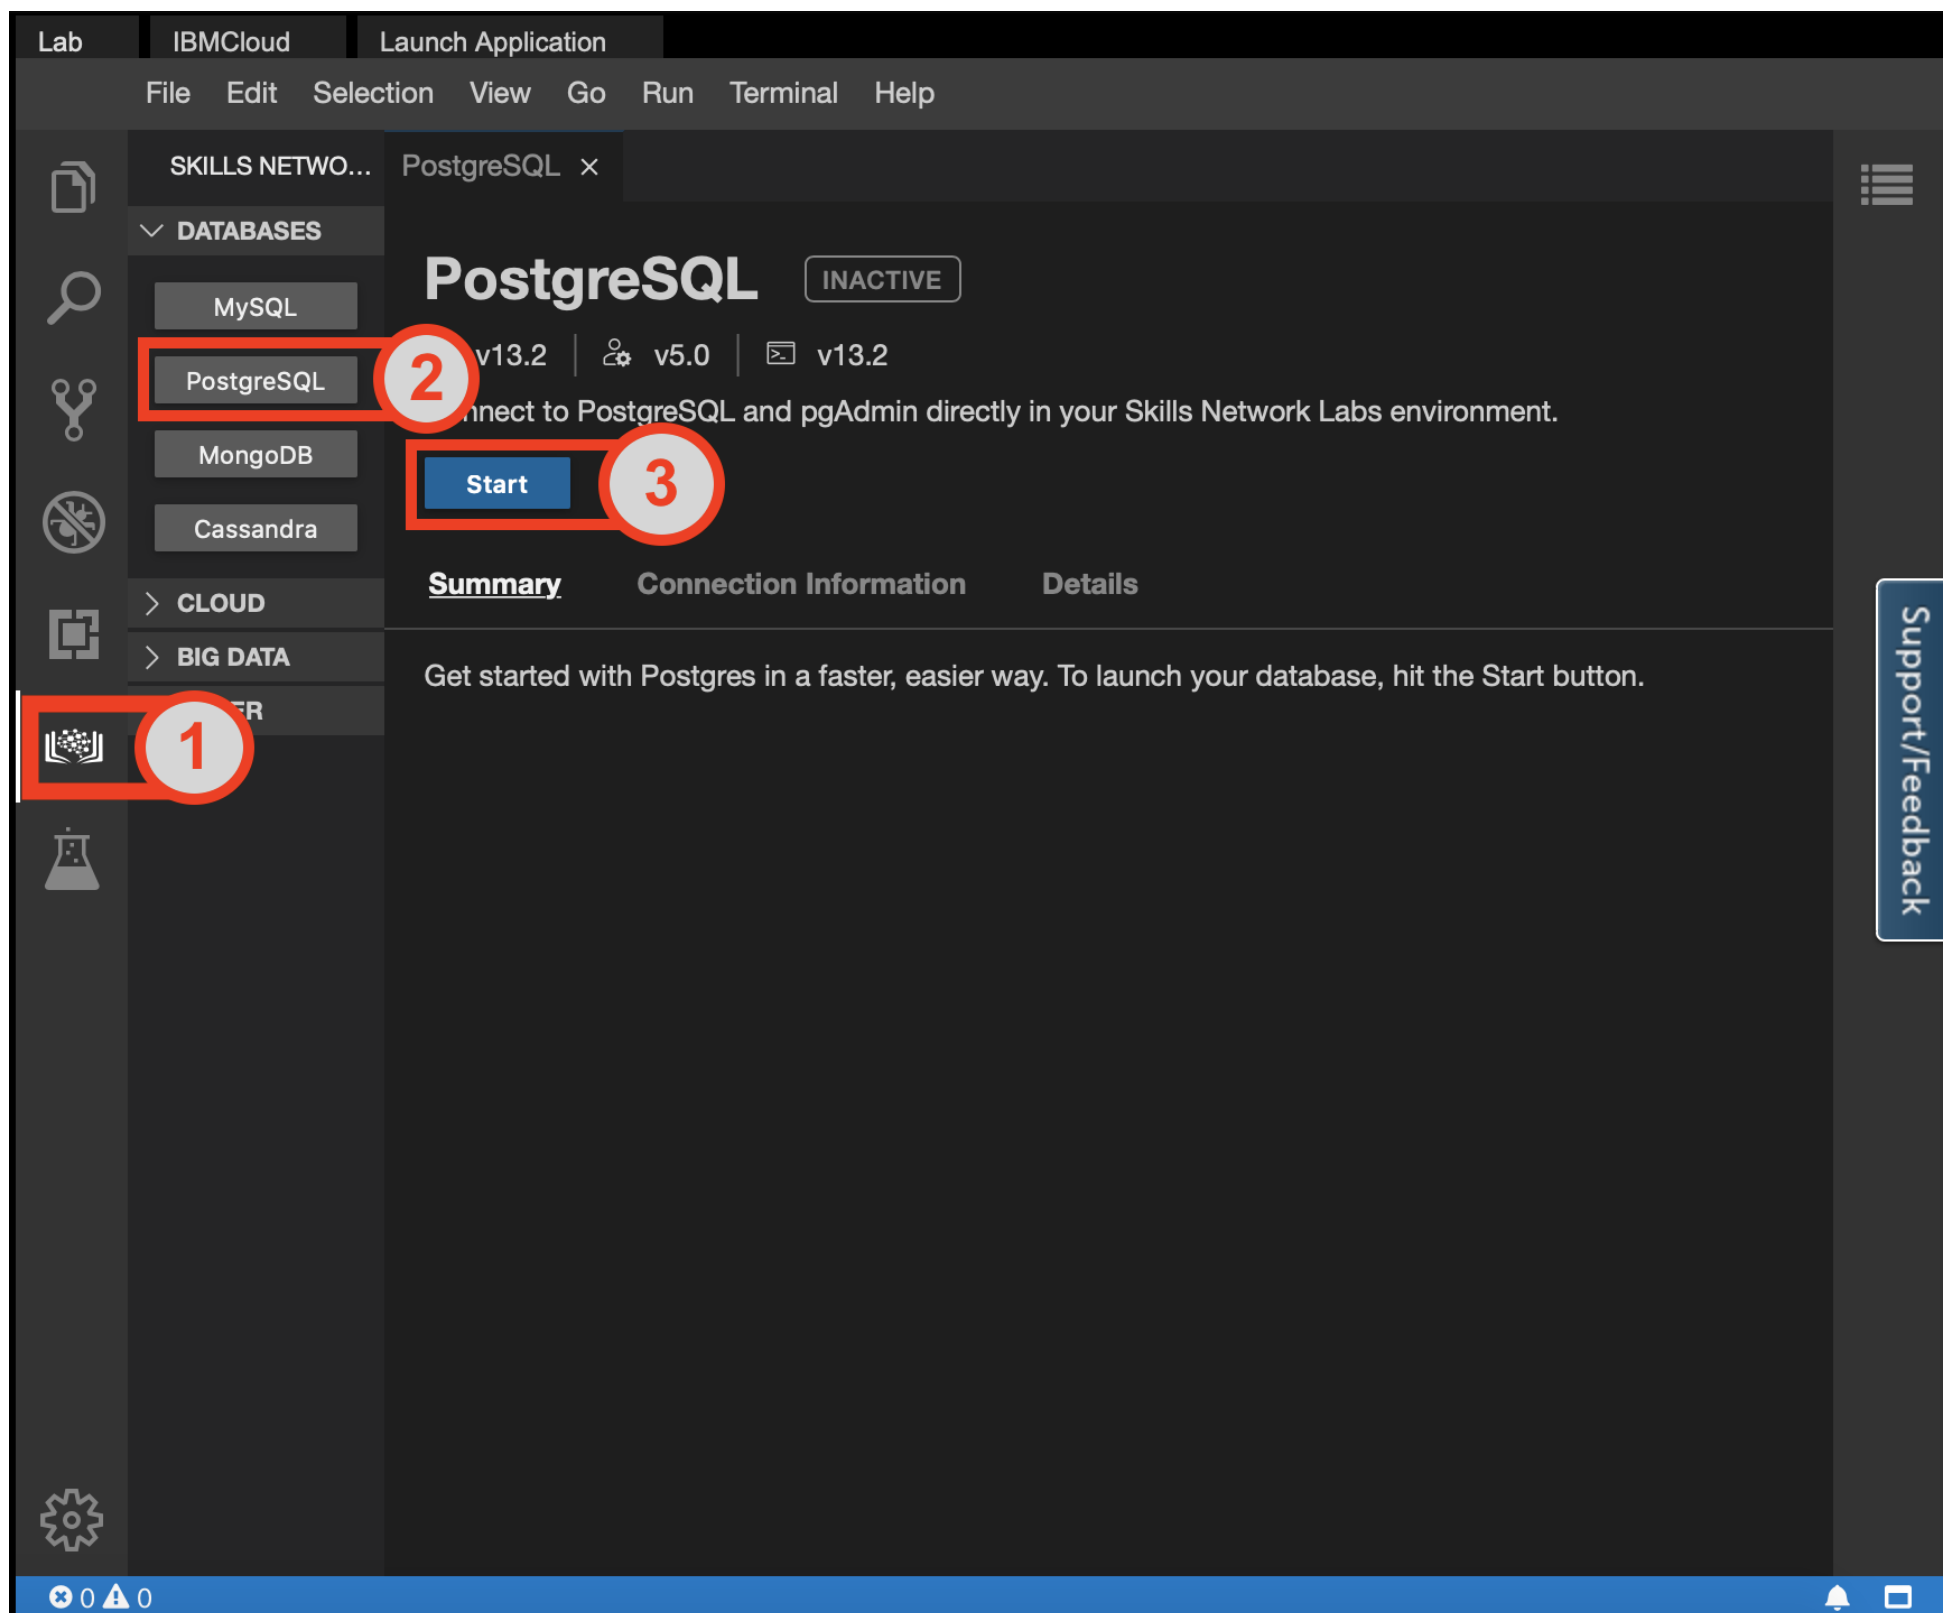 Lab IBMCloud Launch Application
File Edit Selection View Go Run Terminal Help
SKILLS NETWO...
DATABASES
MySQL
PostgreSQL
MongoDB
Cassandra
CLOUD
BIG DATA
1
2
PostgreSQL ×
PostgreSQL INACTIVE
v13.2 v5.0 v13.2
to PostgreSQL and pgAdmin directly in your Skills Network Labs environment.
Start
3
Summary Connection Information Details
Get started with Postgres in a faster, easier way. To launch your database, hit the Start button.
Support/Feedback
0 0